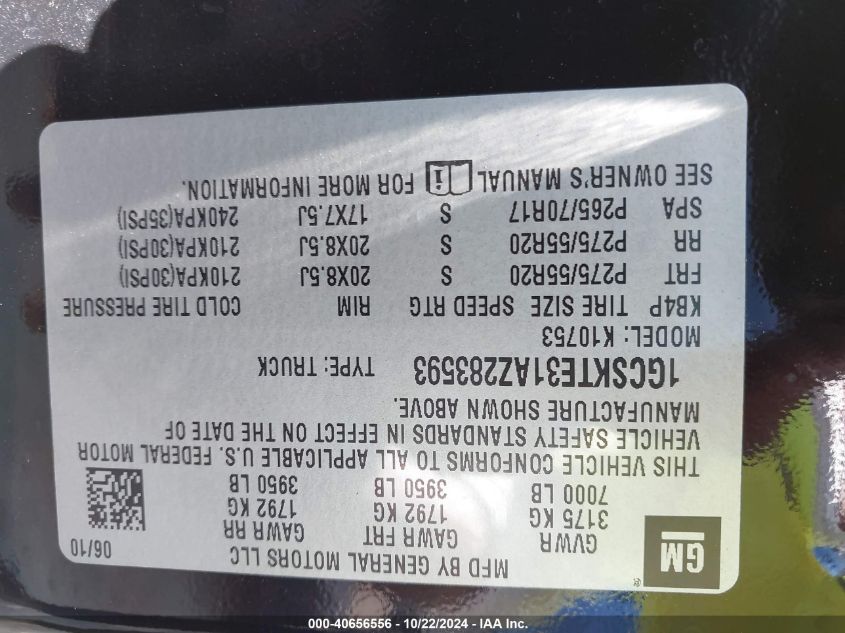 MFD BY GENERAL MOTORS LLC 06/10
GM
GVWR GAWR FRT GAWR RR
3175 KG 1792 KG 1792 KG
7000 LB 3950 LB 3950 LB
THIS VEHICLE CONFORMS TO ALL APPLICABLE U.S. FEDERAL MOTOR
VEHICLE SAFETY STANDARDS IN EFFECT ON THE DATE OF
MANUFACTURE SHOWN ABOVE.
1GCSKTE31AZ283593 TYPE: TRUCK
MODEL: K10753
KB4P TIRE SIZE SPEED RTG RIM COLD TIRE PRESSURE
FRT P275/55R20 S 20X8.5J 210KPA(30PSI)
RR P275/55R20 S 20X8.5J 210KPA(30PSI)
SPA P265/70R17 S 17X7.5J 240KPA(35PSI)
SEE OWNER'S MANUAL FOR MORE INFORMATION.
000-40656556 - 10/22/2024 - IAA Inc.